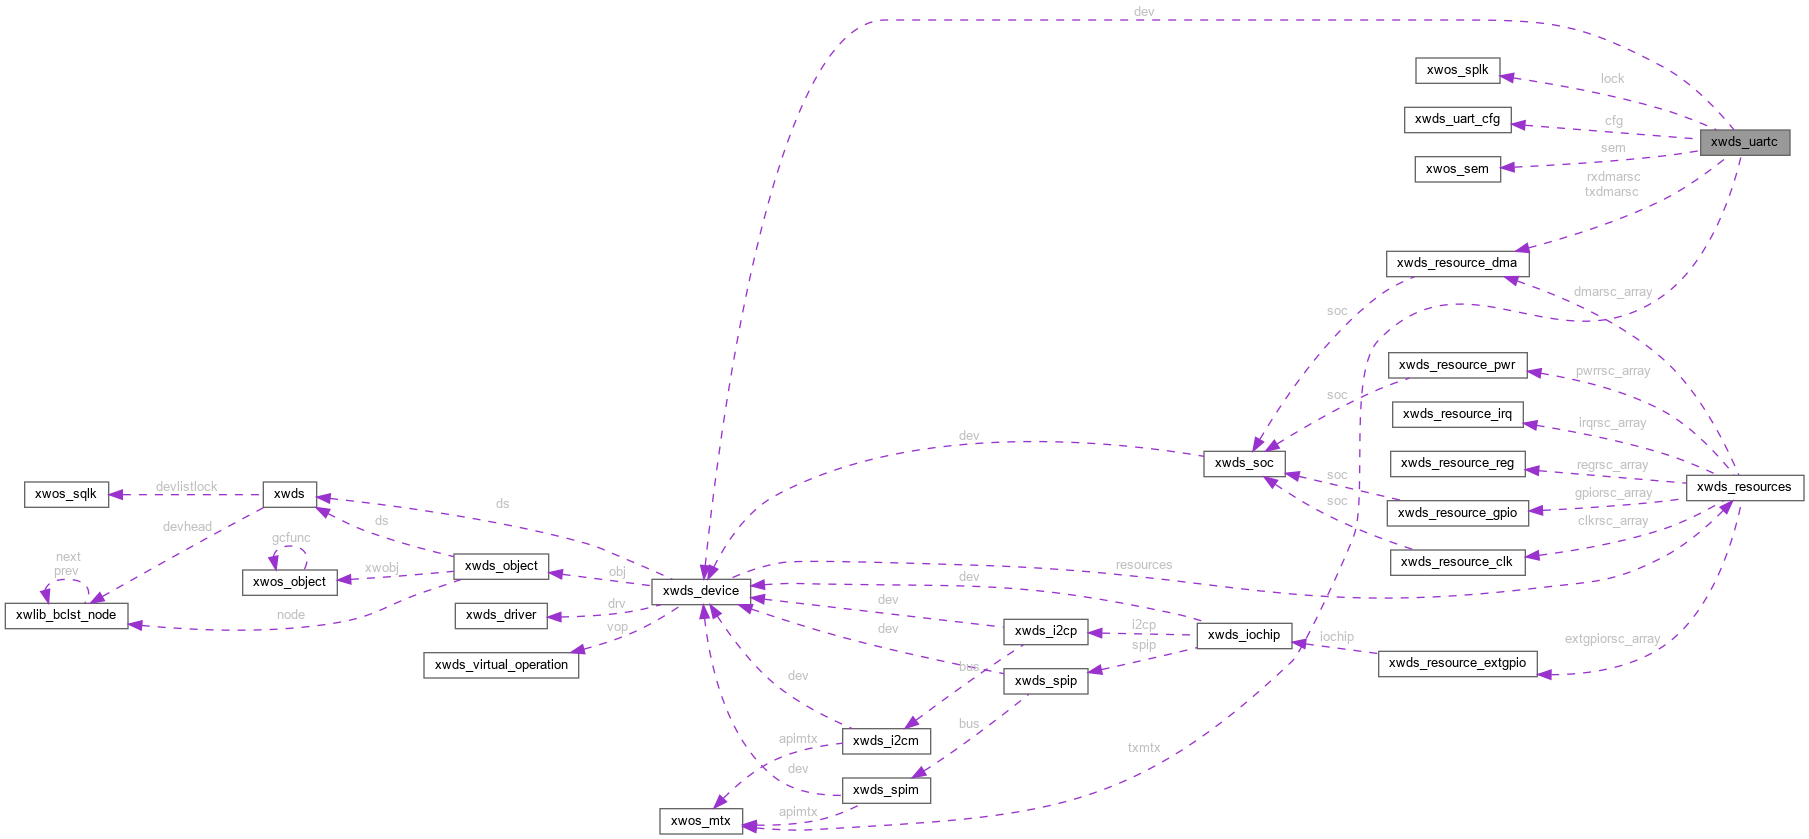 dev
xwos_splk
lock
xwds_uart_cfg
cfg
xwds_uartc
sem
xwos_sem
rxdmarsc
txdmarsc
xwds_resource_dma
dmarsc_array
soc
xwds_resource_pwr
pwrrsc_array
soc
xwds_resource_irq
irqrsc_array
dev
xwds_soc
xwds_resource_reg
regrsc_array
soc
xwds_resources
gpiorsc_array
soc
xwds_resource_gpio
clkrsc_array
xwds_resource_clk
xwos_sqlk
devlistlock
xwds
ds
devhead
ds
gcfunc
next
prev
xwos_object
xwobj
xwds_object
obj
resources
dev
xwds_device
xwlib_bclst_node
node
xwds_driver
drv
dev
vop
dev
xwds_i2cp
i2cp
spip
xwds_iochip
iochip
extgpiorsc_array
xwds_virtual_operation
bus
xwds_resource_extgpio
dev
xwds_spip
bus
apimtx
xwds_i2cm
txmtx
dev
xwds_spim
apimtx
xwos_mtx